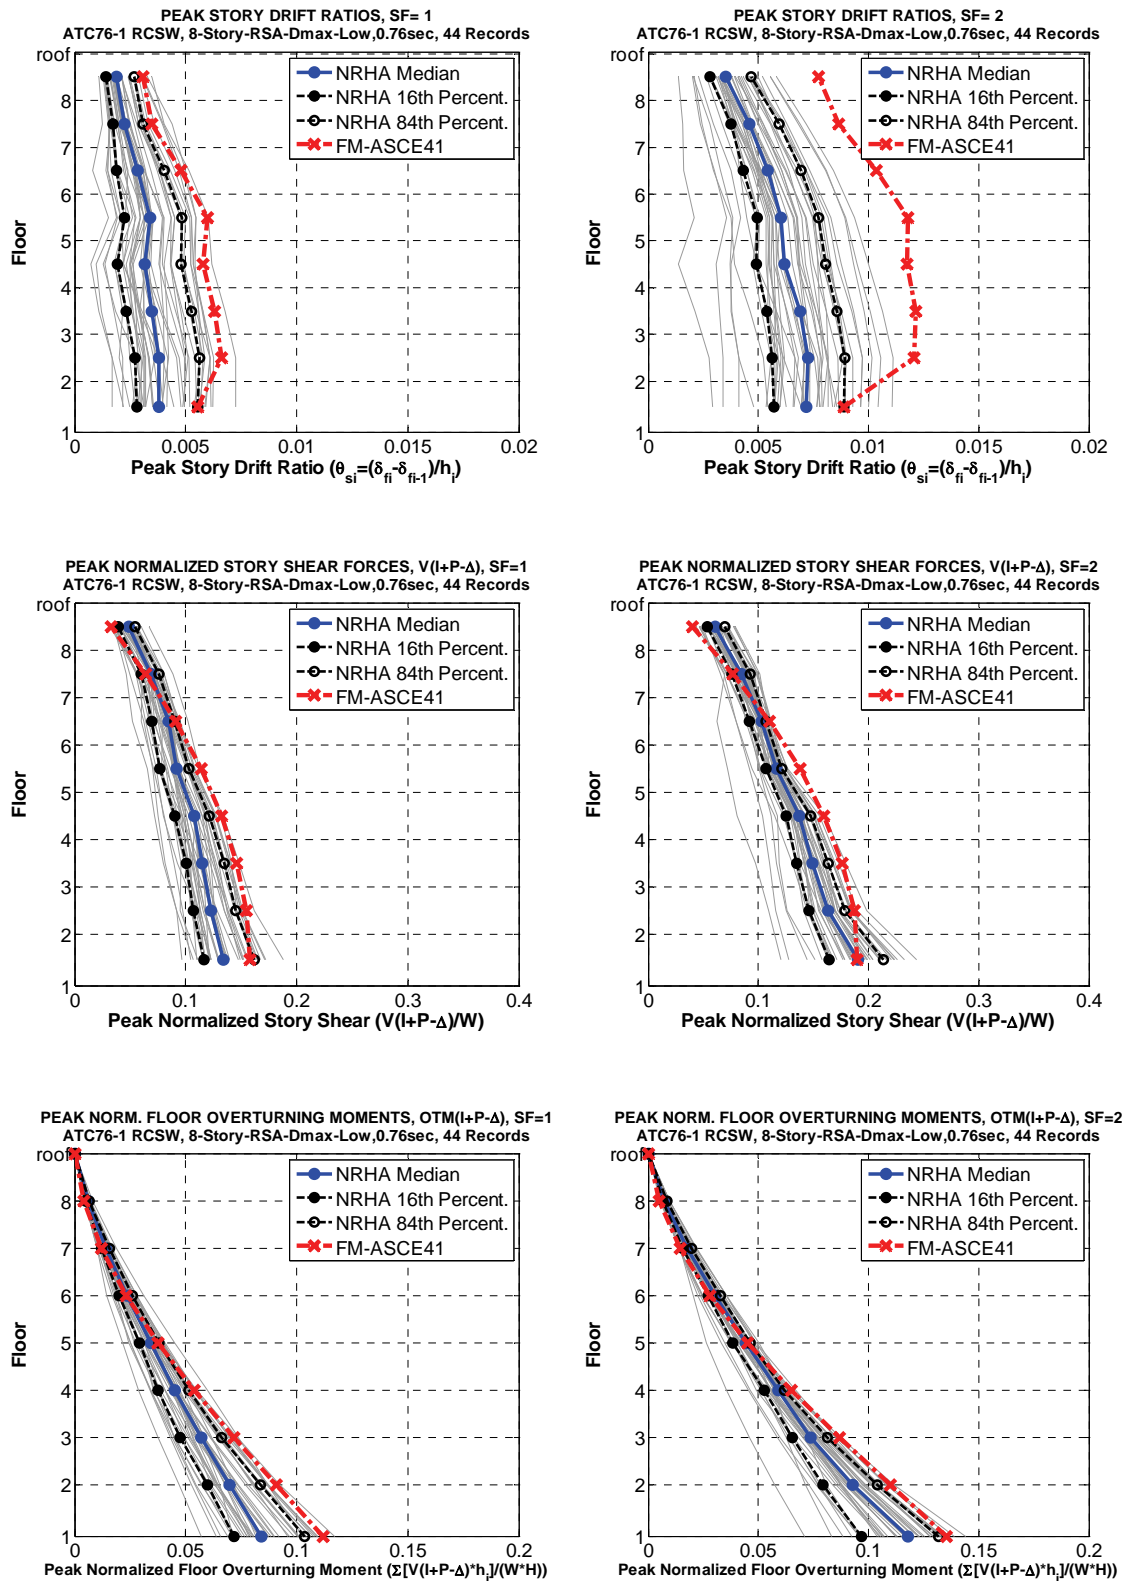 PEAK STORY DRIFT RATIOS, SF= 1
ATC76-1 RCSW, 8-Story-RSA-Dmax-Low,0.76sec, 44 Records
roof
8
7
6
5
4
3
2
1
Floor
NRHA Median
NRHA 16th Percent.
NRHA 84th Percent.
FM-ASCE41
0 0.005 0.01 0.015 0.02
Peak Story Drift Ratio (θsi=(δfi-δfi-1)/hi)
PEAK STORY DRIFT RATIOS, SF= 2
ATC76-1 RCSW, 8-Story-RSA-Dmax-Low,0.76sec, 44 Records
roof
8
7
6
5
4
3
2
1
Floor
NRHA Median
NRHA 16th Percent.
NRHA 84th Percent.
FM-ASCE41
0 0.005 0.01 0.015 0.02
Peak Story Drift Ratio (θsi=(δfi-δfi-1)/hi)
PEAK NORMALIZED STORY SHEAR FORCES, V(I+P-Δ), SF=1
ATC76-1 RCSW, 8-Story-RSA-Dmax-Low,0.76sec, 44 Records
roof
8
7
6
5
4
3
2
1
Floor
NRHA Median
NRHA 16th Percent.
NRHA 84th Percent.
FM-ASCE41
0 0.1 0.2 0.3 0.4
Peak Normalized Story Shear (V(I+P-Δ)/W)
PEAK NORMALIZED STORY SHEAR FORCES, V(I+P-Δ), SF=2
ATC76-1 RCSW, 8-Story-RSA-Dmax-Low,0.76sec, 44 Records
roof
8
7
6
5
4
3
2
1
Floor
NRHA Median
NRHA 16th Percent.
NRHA 84th Percent.
FM-ASCE41
0 0.1 0.2 0.3 0.4
Peak Normalized Story Shear (V(I+P-Δ)/W)
PEAK NORM. FLOOR OVERTURNING MOMENTS, OTM(I+P-Δ), SF=1
ATC76-1 RCSW, 8-Story-RSA-Dmax-Low,0.76sec, 44 Records
roof
8
7
6
5
4
3
2
1
Floor
NRHA Median
NRHA 16th Percent.
NRHA 84th Percent.
FM-ASCE41
0 0.05 0.1 0.15 0.2
Peak Normalized Floor Overturning Moment (Σ[V(I+P-Δ)*hi]/(W*H))
PEAK NORM. FLOOR OVERTURNING MOMENTS, OTM(I+P-Δ), SF=2
ATC76-1 RCSW, 8-Story-RSA-Dmax-Low,0.76sec, 44 Records
roof
8
7
6
5
4
3
2
1
Floor
NRHA Median
NRHA 16th Percent.
NRHA 84th Percent.
FM-ASCE41
0 0.05 0.1 0.15 0.2
Peak Normalized Floor Overturning Moment (Σ[V(I+P-Δ)*hi]/(W*H))